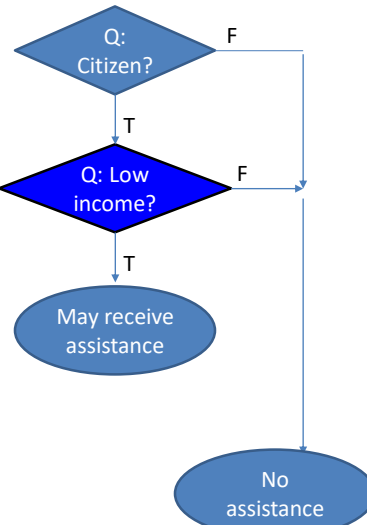 Q:
Citizen?
F
T
Q: Low
income?
F
T
May receive
assistance
No
assistance